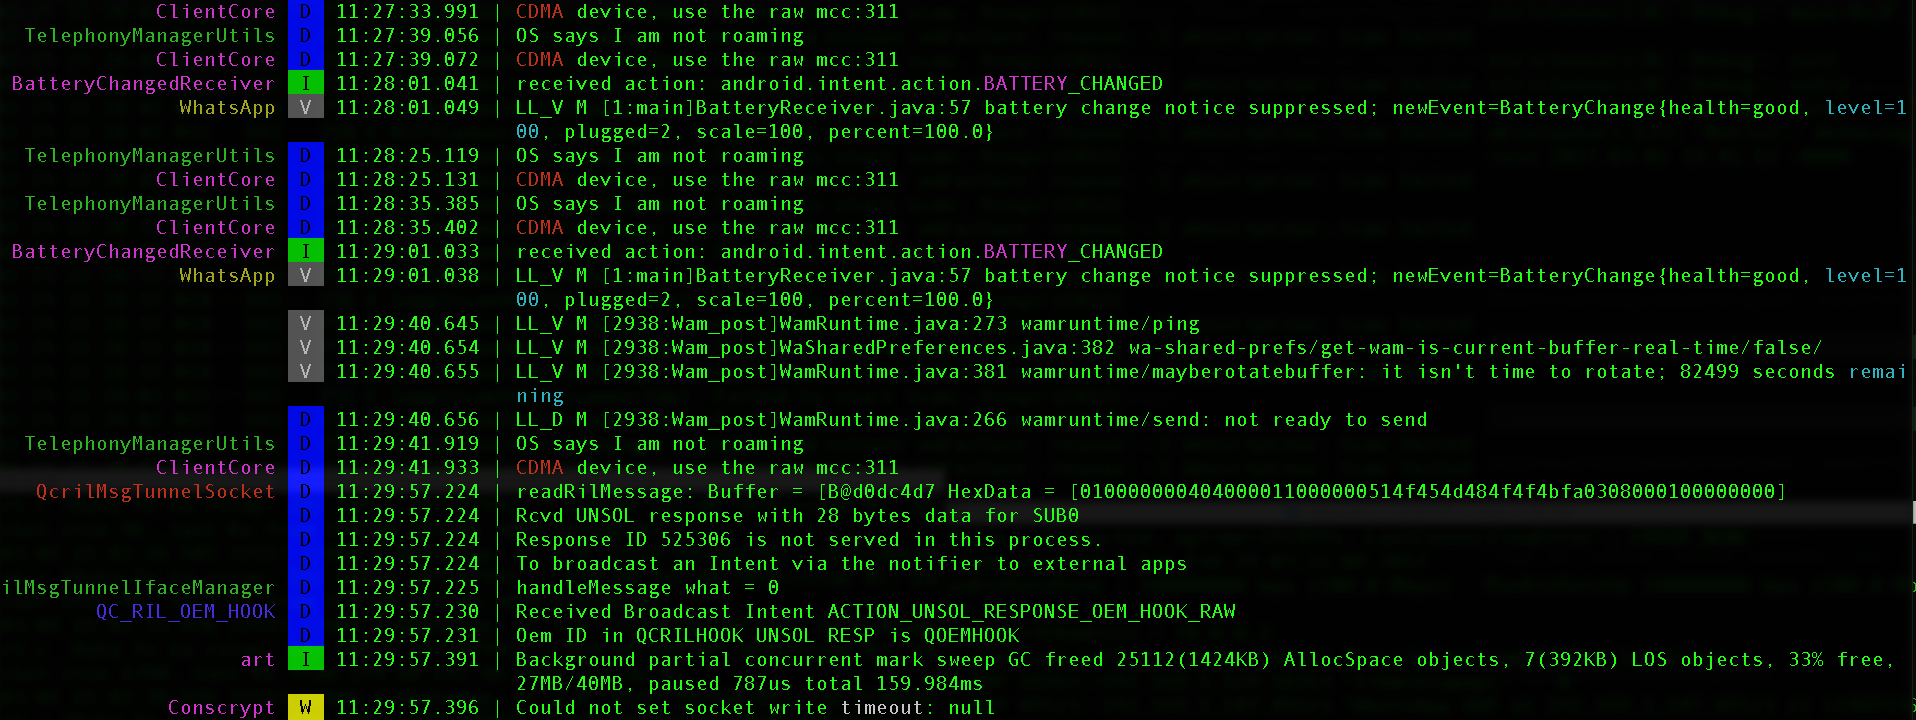 ClientCore D 11:27:33.991 | CDMA device, use the raw mcc:311
TelephonyManagerUtils D 11:27:39.056 | OS says I am not roaming
ClientCore D 11:27:39.072 | CDMA device, use the raw mcc:311
BatteryChangedReceiver I 11:28:01.041 | received action: android.intent.action.BATTERY_CHANGED
WhatsApp V 11:28:01.049 | LL_V M [1:main]BatteryReceiver.java:57 battery change notice suppressed; newEvent=BatteryChange{health=good, level=1
00, plugged=2, scale=100, percent=100.0}
TelephonyManagerUtils D 11:28:25.119 | OS says I am not roaming
ClientCore D 11:28:25.131 | CDMA device, use the raw mcc:311
TelephonyManagerUtils D 11:28:35.385 | OS says I am not roaming
ClientCore D 11:28:35.402 | CDMA device, use the raw mcc:311
BatteryChangedReceiver I 11:29:01.033 | received action: android.intent.action.BATTERY_CHANGED
WhatsApp V 11:29:01.038 | LL_V M [1:main]BatteryReceiver.java:57 battery change notice suppressed; newEvent=BatteryChange{health=good, level=1
00, plugged=2, scale=100, percent=100.0}
V 11:29:40.645 | LL_V M [2938:Wam_post]WamRuntime.java:273 wamruntime/ping
V 11:29:40.654 | LL_V M [2938:Wam_post]WaSharedPreferences.java:382 wa-shared-prefs/get-wam-is-current-buffer-real-time/false/
V 11:29:40.655 | LL_V M [2938:Wam_post]WamRuntime.java:381 wamruntime/mayberotatebuffer: it isn't time to rotate; 82499 seconds remai
ning
D 11:29:40.656 | LL_D M [2938:Wam_post]WamRuntime.java:266 wamruntime/send: not ready to send
TelephonyManagerUtils D 11:29:41.919 | OS says I am not roaming
ClientCore D 11:29:41.933 | CDMA device, use the raw mcc:311
QcrilMsgTunnelSocket D 11:29:57.224 | readRilMessage: Buffer = [B@d0dc4d7 HexData = [010000000404000011000000514f454d484f4f4bfa0308000100000000]
D 11:29:57.224 | Rcvd UNSOL response with 28 bytes data for SUB0
D 11:29:57.224 | Response ID 525306 is not served in this process.
D 11:29:57.224 | To broadcast an Intent via the notifier to external apps
ilMsgTunnelIfaceManager D 11:29:57.225 | handleMessage what = 0
QC_RIL_OEM_HOOK D 11:29:57.230 | Received Broadcast Intent ACTION_UNSOL_RESPONSE_OEM_HOOK_RAW
D 11:29:57.231 | Oem ID in QCRILHOOK UNSOL RESP is QOEMHOOK
art I 11:29:57.391 | Background partial concurrent mark sweep GC freed 25112(1424KB) AllocSpace objects, 7(392KB) LOS objects, 33% free,
27MB/40MB, paused 787us total 159.984ms
Conscrypt W 11:29:57.396 | Could not set socket write timeout: null